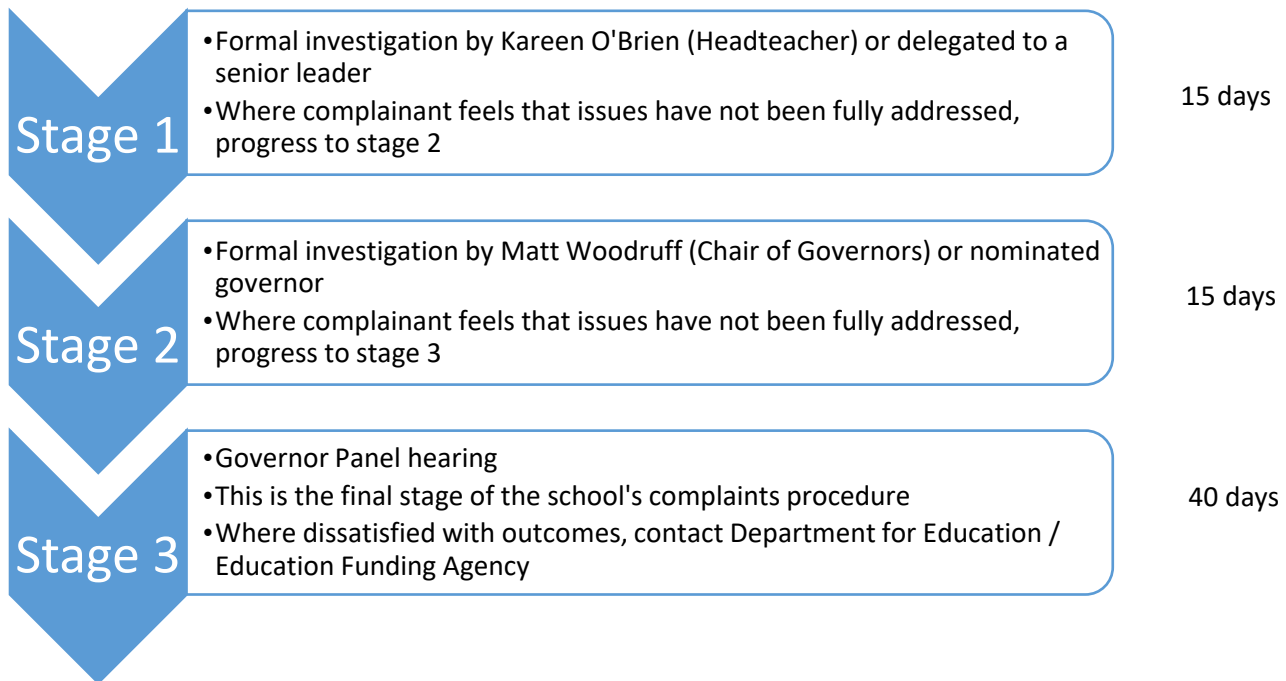 Stage 1
•Formal investigation by Kareen O'Brien (Headteacher) or delegated to a
senior leader
•Where complainant feels that issues have not been fully addressed,
progress to stage 2
15 days
Stage 2
•Formal investigation by Matt Woodruff (Chair of Governors) or nominated
governor
•Where complainant feels that issues have not been fully addressed,
progress to stage 3
15 days
Stage 3
•Governor Panel hearing
•This is the final stage of the school's complaints procedure
•Where dissatisfied with outcomes, contact Department for Education /
Education Funding Agency
40 days